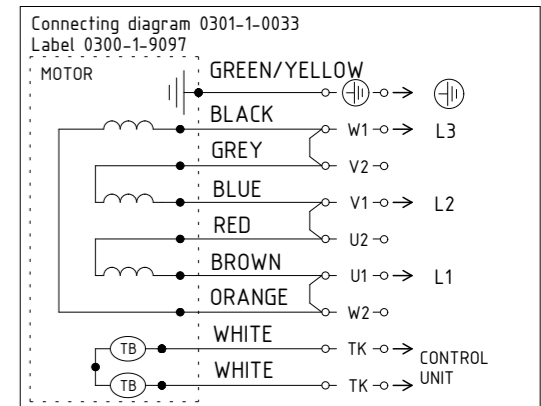 Connecting diagram 0301-1-0033
Label 0300-1-9097
MOTOR
GREEN/YELLOW
BLACK W1 L3
GREY V2
BLUE V1 L2
RED U2
BROWN U1 L1
ORANGE W2
TB WHITE TK
CONTROL
UNIT
TB WHITE TK